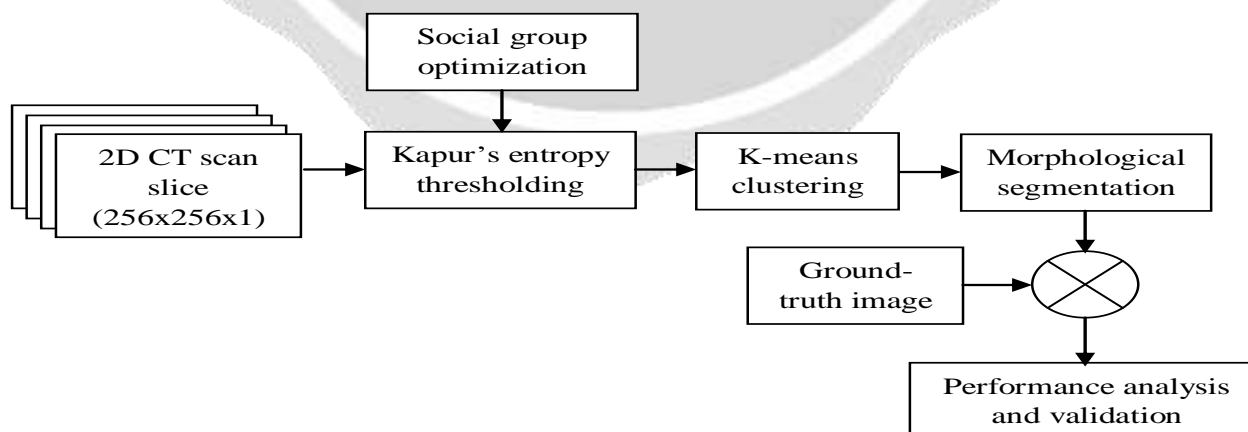 Social group
optimization
2D CT scan
slice
(256x256x1)
Kapur's entropy
thresholding
K-means
clustering
Morphological
segmentation
Ground-
truth image
Performance analysis
and validation